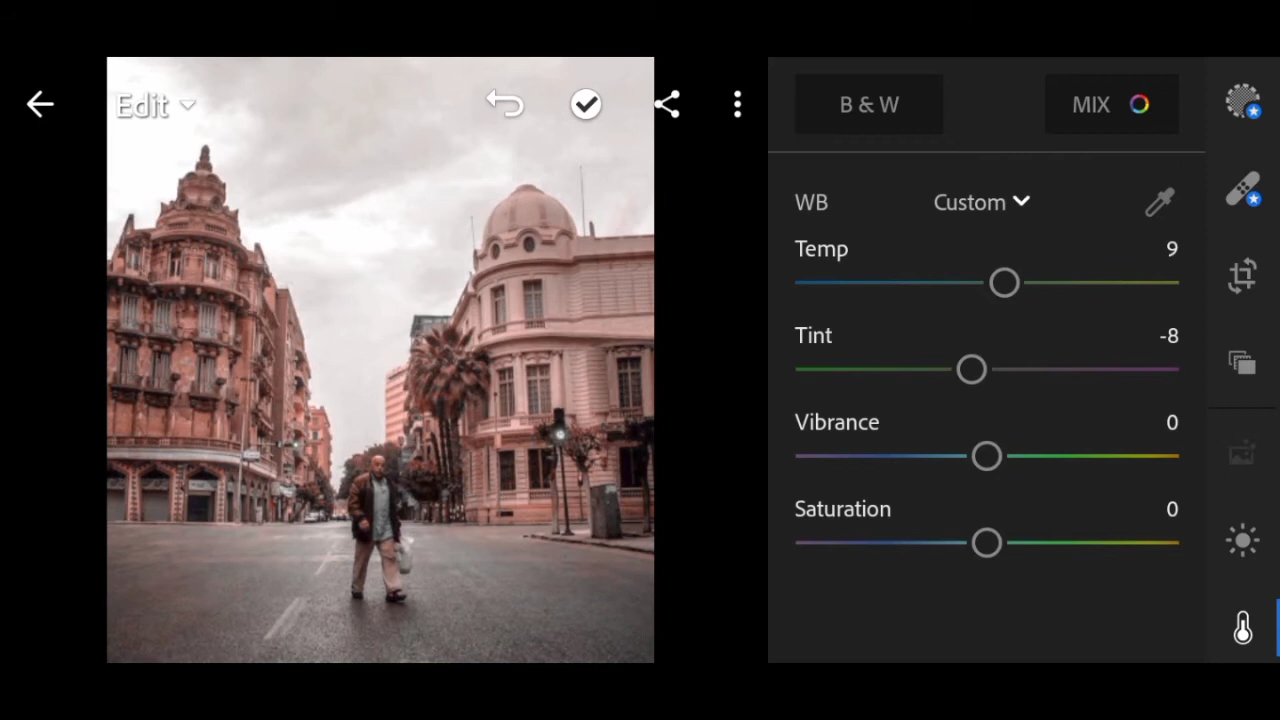 Edit
B & W
MIX
WB
Custom
Temp
9
Tint
-8
Vibrance
0
Saturation
0